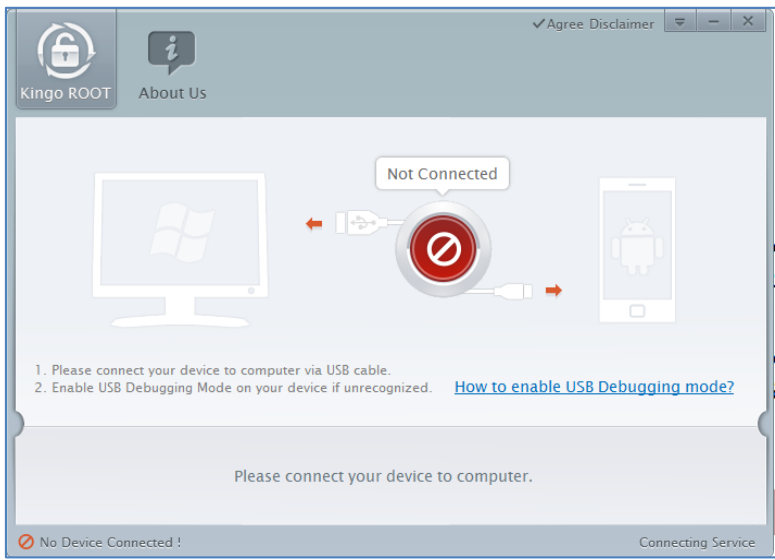 Agree Disclaimer
Kingo ROOT
About Us
Not Connected
1. Please connect your device to computer via USB cable.
2. Enable USB Debugging Mode on your device if unrecognized.
How to enable USB Debugging mode?
Please connect your device to computer.
No Device Connected !
Connecting Service